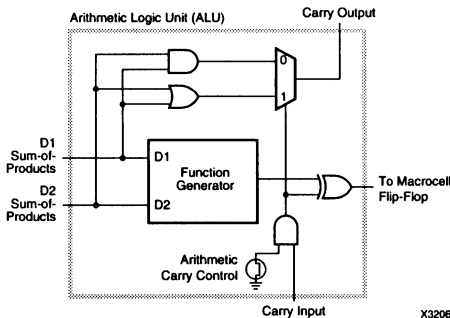 Carry Output
Arithmetic Logic Unit (ALU)
0
1
D1
Sum-of-
Products
D1
Function
Generator
D2
Sum-of-
Products
D2
To Macrocell
Flip-Flop
Arithmetic
Carry Control
Carry Input
X3206